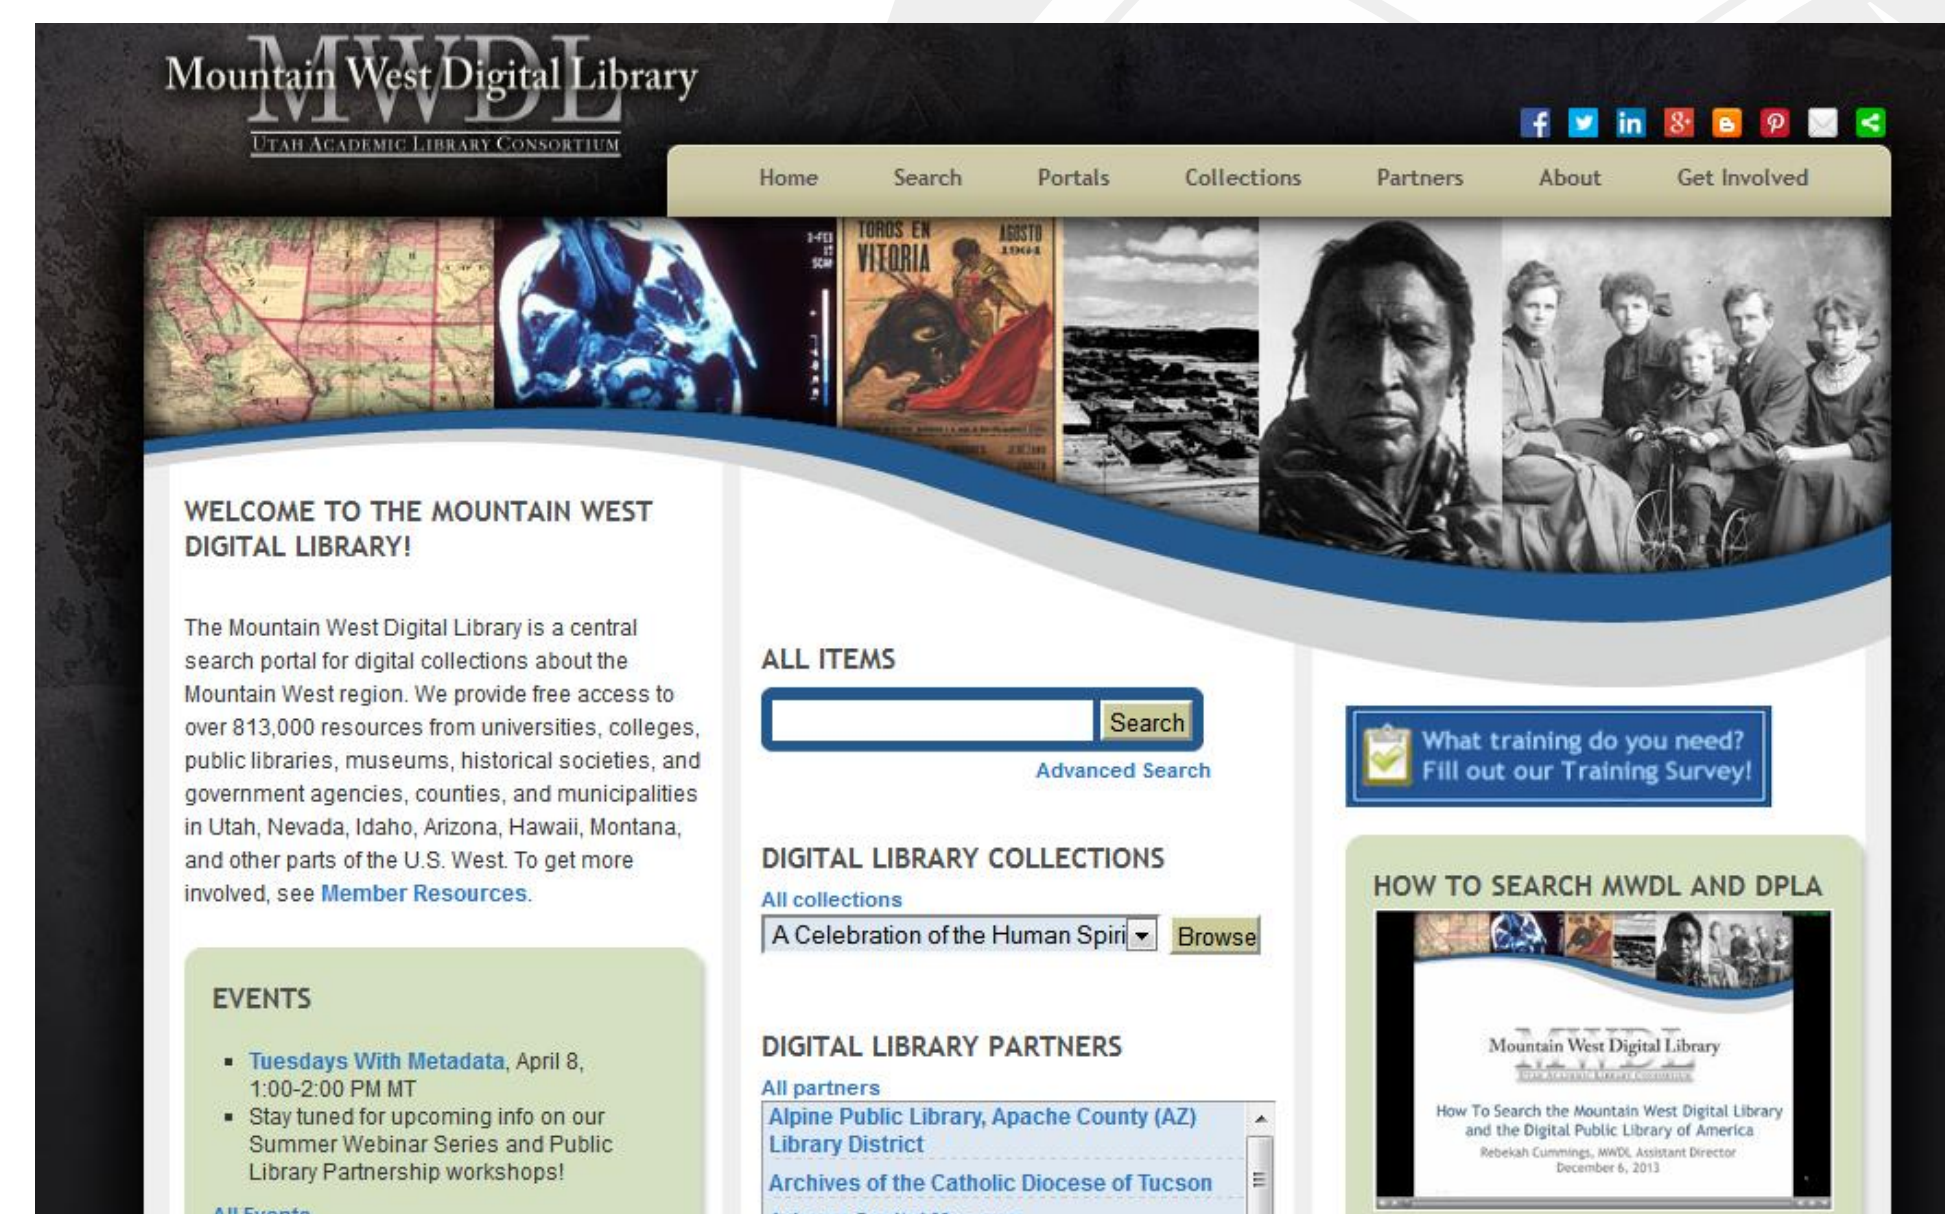 MWDL
Mountain West Digital Library
UTAH ACADEMIC LIBRARY CONSORTIUM
Home Search Portals Collections Partners About Get Involved
TOROS EN
VITORIA
AGOSTO
1964
WELCOME TO THE MOUNTAIN WEST
DIGITAL LIBRARY!
The Mountain West Digital Library is a central
search portal for digital collections about the
Mountain West region. We provide free access to
over 813,000 resources from universities, colleges,
public libraries, museums, historical societies, and
government agencies, counties, and municipalities
in Utah, Nevada, Idaho, Arizona, Hawaii, Montana,
and other parts of the U.S. West. To get more
involved, see Member Resources.
EVENTS
Tuesdays With Metadata, April 8,
1:00-2:00 PM MT
Stay tuned for upcoming info on our
Summer Webinar Series and Public
Library Partnership workshops!
All Events
ALL ITEMS
Search
Advanced Search
DIGITAL LIBRARY COLLECTIONS
All collections
A Celebration of the Human Spiri
Browse
DIGITAL LIBRARY PARTNERS
All partners
Alpine Public Library, Apache County (AZ)
Library District
Archives of the Catholic Diocese of Tucson
What training do you need?
Fill out our Training Survey!
HOW TO SEARCH MWDL AND DPLA
MWDL
Mountain West Digital Library
UTAH ACADEMIC LIBRARY CONSORTIUM
How To Search the Mountain West Digital Library
and the Digital Public Library of America
Rebekah Cummings, MWDL Assistant Director
December 6, 2013